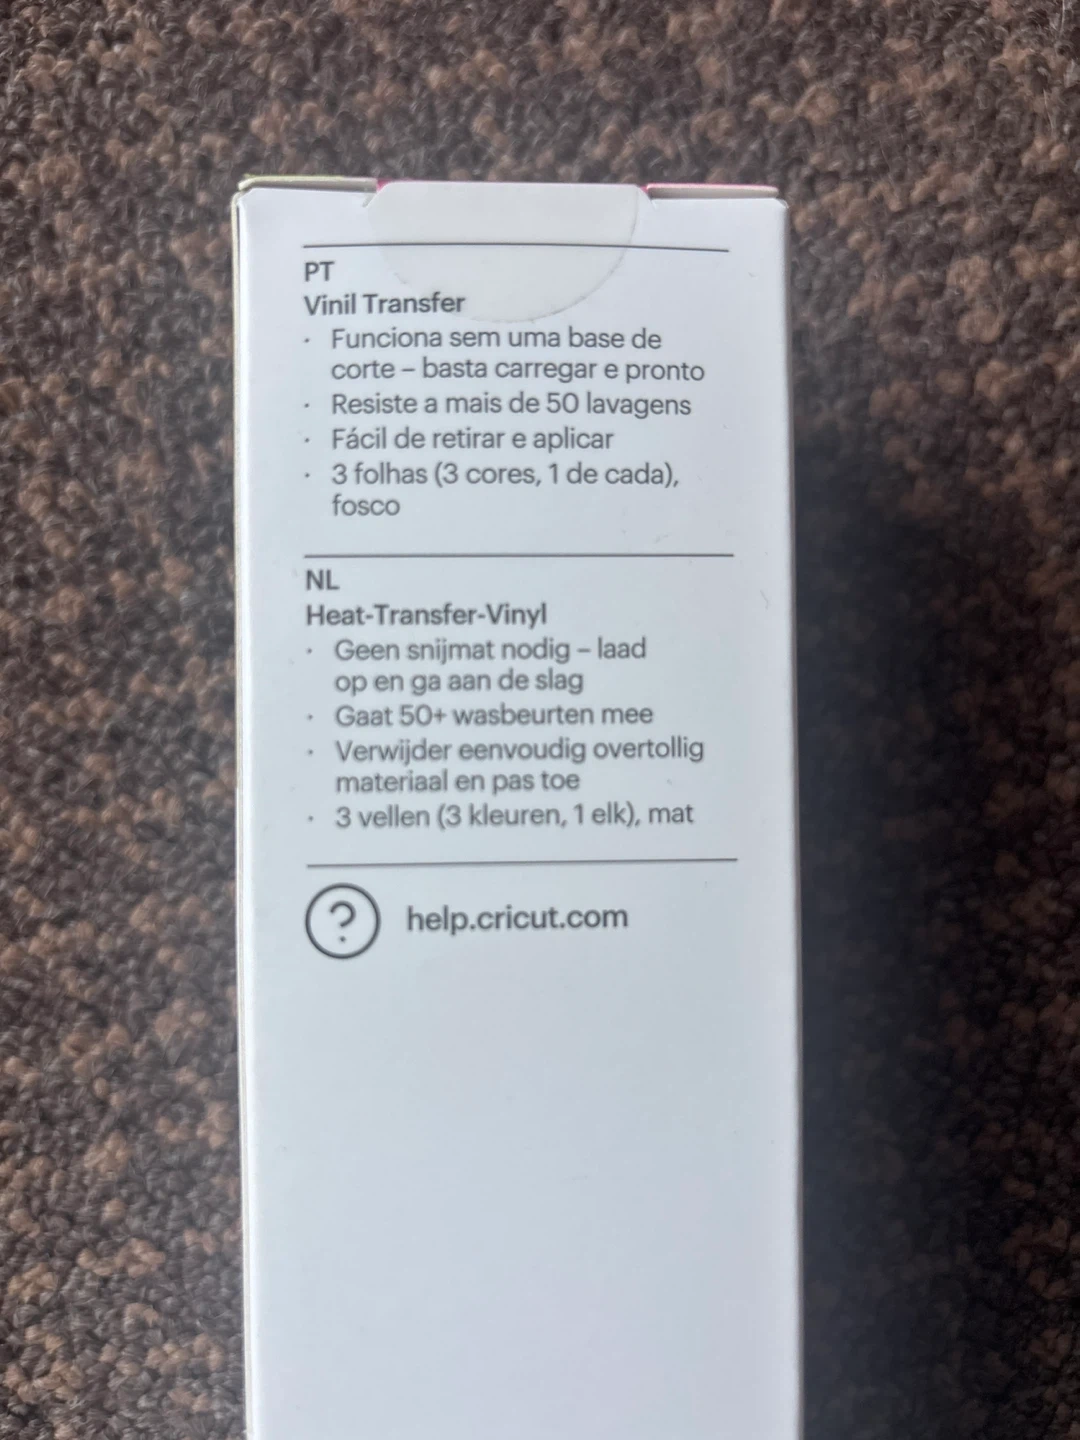 PT
Vinil Transfer
· Funciona sem uma base de
corte – basta carregar e pronto
· Resiste a mais de 50 lavagens
· Fácil de retirar e aplicar
· 3 folhas (3 cores, 1 de cada),
fosco
NL
Heat-Transfer-Vinyl
· Geen snijmat nodig – laad
op en ga aan de slag
· Gaat 50+ wasbeurten mee
· Verwijder eenvoudig overtollig
materiaal en pas toe
· 3 vellen (3 kleuren, 1 elk), mat
? help.cricut.com